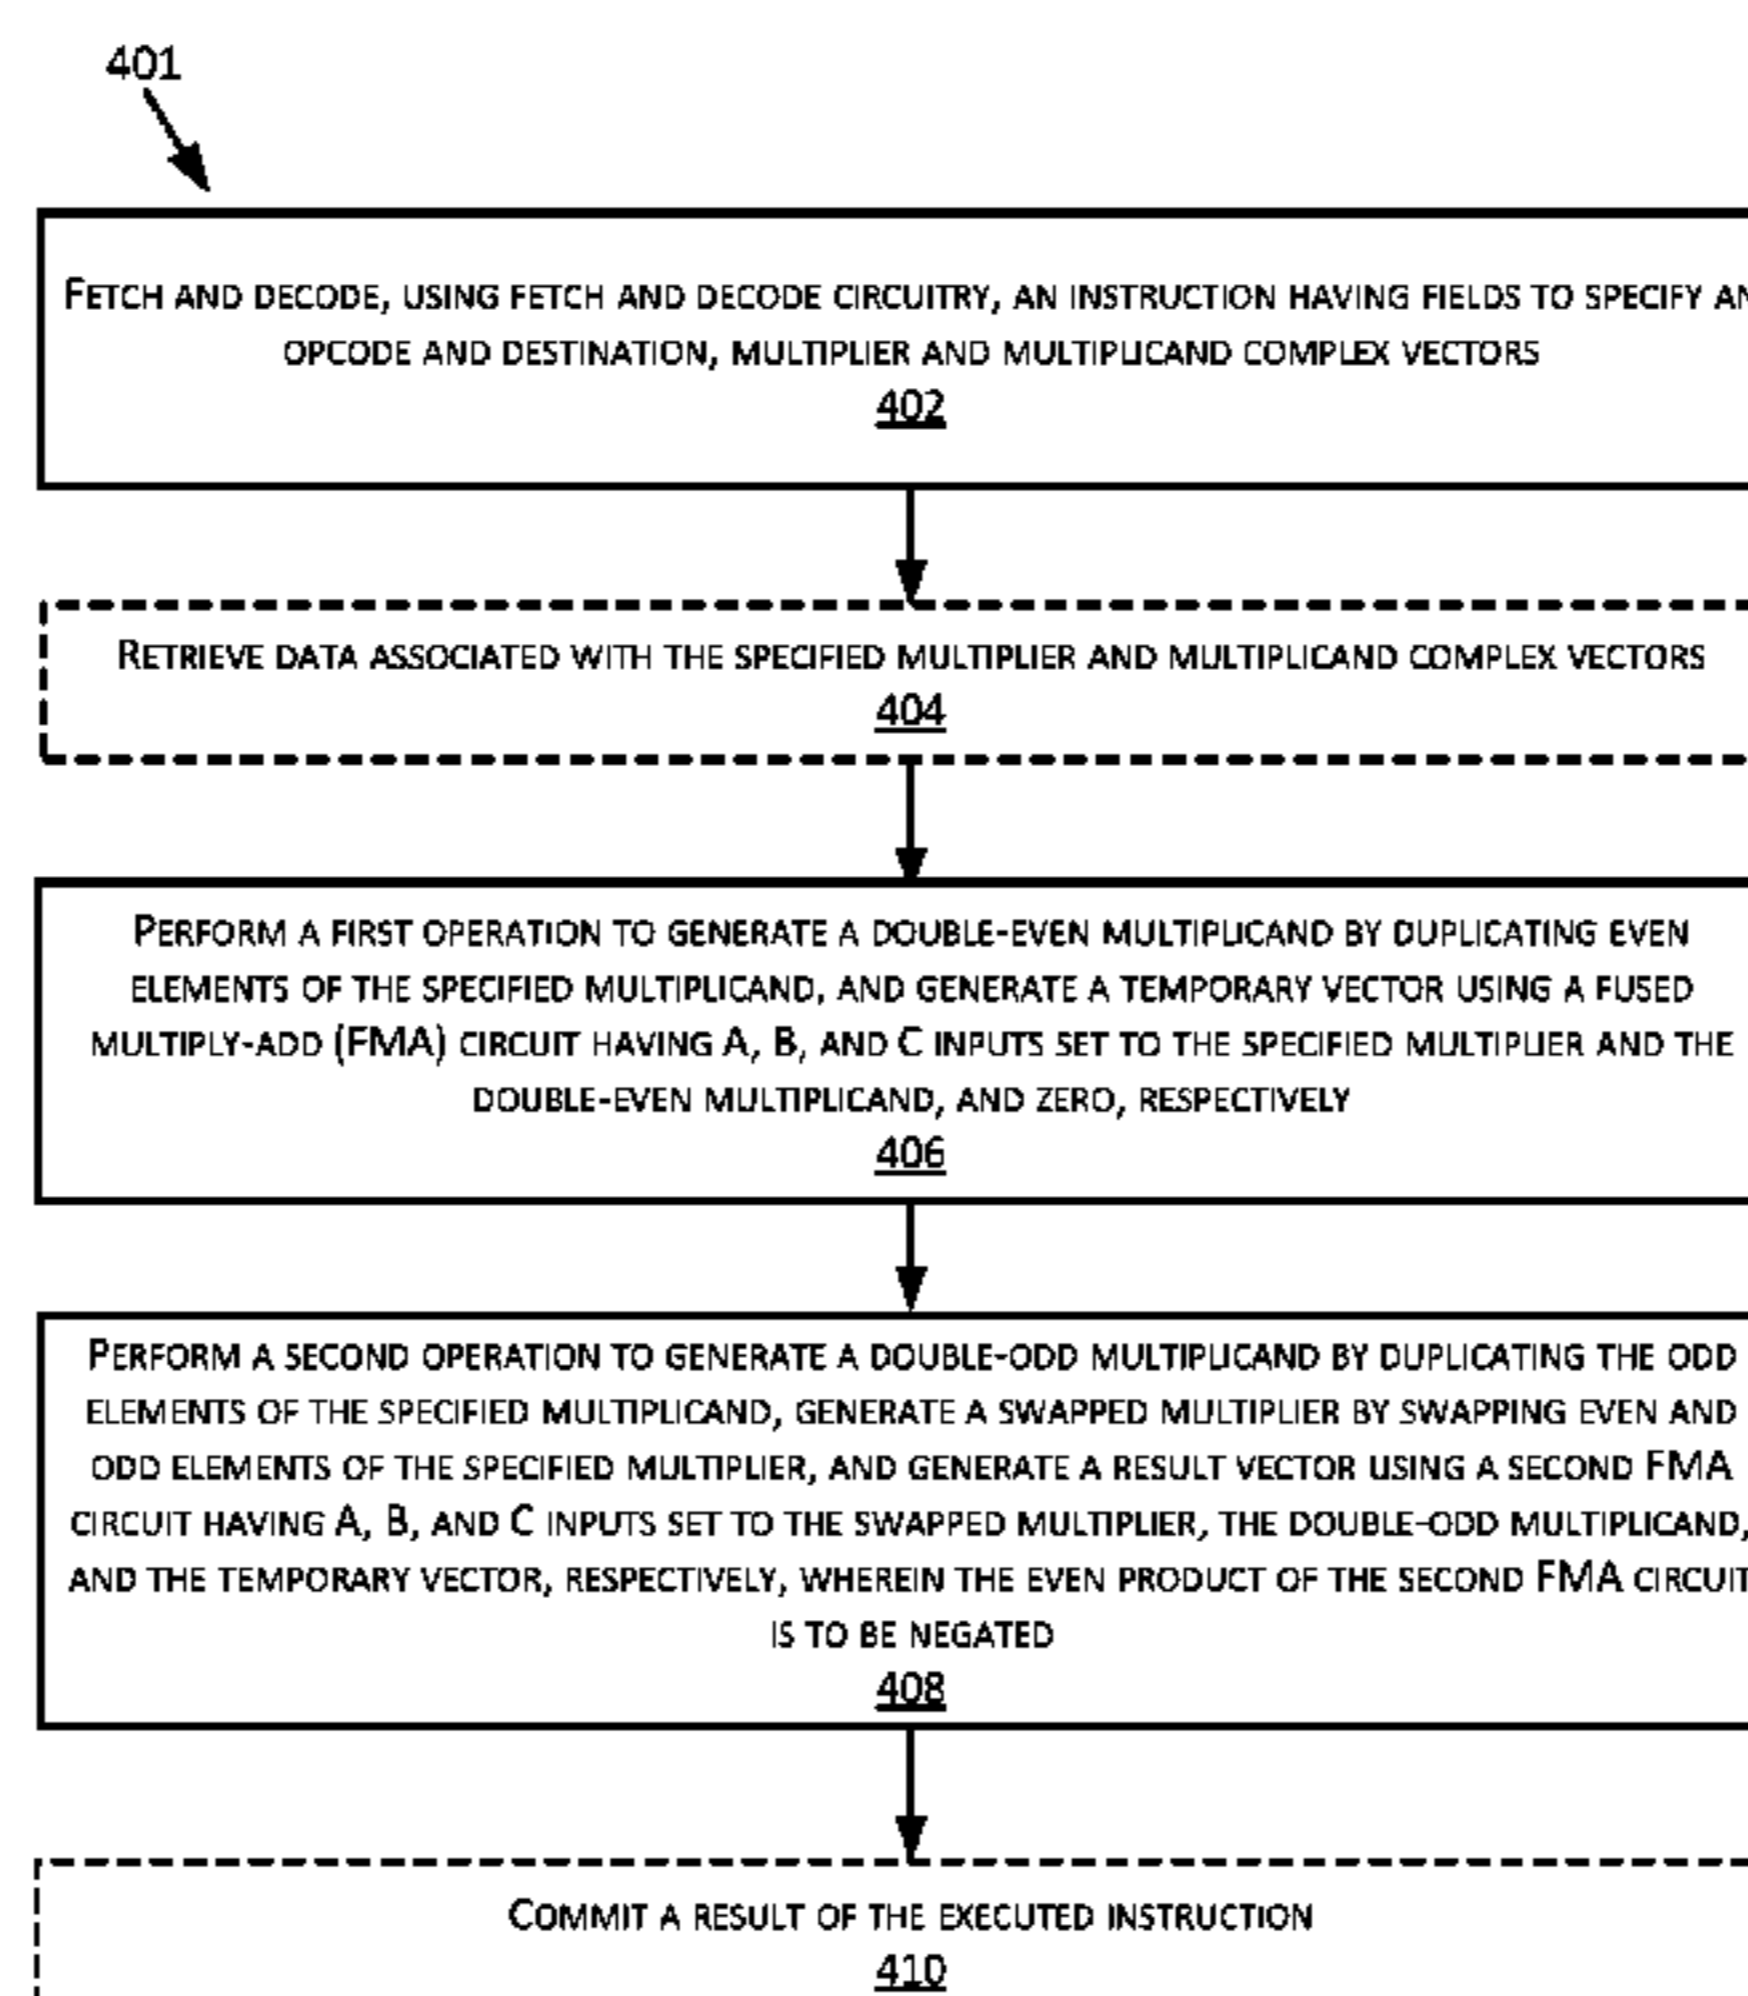 401
FETCH AND DECODE, USING FETCH AND DECODE CIRCUITRY, AN INSTRUCTION HAVING FIELDS TO SPECIFY AN
OPCODE AND DESTINATION, MULTIPLIER AND MULTIPLICAND COMPLEX VECTORS
402
RETRIEVE DATA ASSOCIATED WITH THE SPECIFIED MULTIPLIER AND MULTIPLICAND COMPLEX VECTORS
404
PERFORM A FIRST OPERATION TO GENERATE A DOUBLE-EVEN MULTIPLICAND BY DUPLICATING EVEN
ELEMENTS OF THE SPECIFIED MULTIPLICAND, AND GENERATE A TEMPORARY VECTOR USING A FUSED
MULTIPLY-ADD (FMA) CIRCUIT HAVING A, B, AND C INPUTS SET TO THE SPECIFIED MULTIPLIER AND THE
DOUBLE-EVEN MULTIPLICAND, AND ZERO, RESPECTIVELY
406
PERFORM A SECOND OPERATION TO GENERATE A DOUBLE-ODD MULTIPLICAND BY DUPLICATING THE ODD
ELEMENTS OF THE SPECIFIED MULTIPLICAND, GENERATE A SWAPPED MULTIPLIER BY SWAPPING EVEN AND
ODD ELEMENTS OF THE SPECIFIED MULTIPLIER, AND GENERATE A RESULT VECTOR USING A SECOND FMA
CIRCUIT HAVING A, B, AND C INPUTS SET TO THE SWAPPED MULTIPLIER, THE DOUBLE-ODD MULTIPLICAND,
AND THE TEMPORARY VECTOR, RESPECTIVELY, WHEREIN THE EVEN PRODUCT OF THE SECOND FMA CIRCUIT
IS TO BE NEGATED
408
COMMIT A RESULT OF THE EXECUTED INSTRUCTION
410